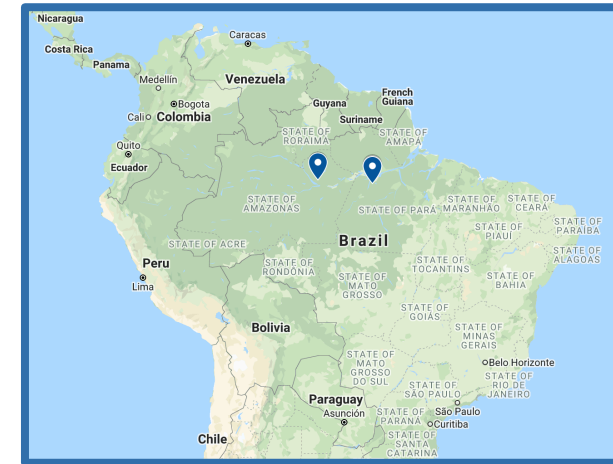 Nicaragua
Caracas
Costa Rica
Panama
Medellín
Venezuela
Bogota
Cali
Colombia
Guyana
French
Guiana
Suriname
STATE OF
RORAIMA
STATE OF
AMAPÁ
Quito
Ecuador
STATE OF
AMAZONAS
STATE OF PARÁ
STATE OF
MARANHÃO
STATE OF
CEARÁ
STATE OF
PARAÍBA
STATE OF
PIAUÍ
STATE OF ACRE
Brazil
STATE OF
ALAGOAS
Peru
STATE OF
RONDÔNIA
STATE OF
TOCANTINS
Lima
STATE OF
MATO
GROSSO
STATE OF
BAHIA
Bolivia
STATE OF
GOIÁS
STATE OF
MINAS
GERAIS
STATE OF
MATO
GROSSO
DO SUL
Belo Horizonte
STATE OF
SÃO PAULO
STATE OF
RIO DE
JANEIRO
Paraguay
Asunción
STATE OF
PARANÁ
São Paulo
Curitiba
Chile
STATE OF
SANTA
CATARINA